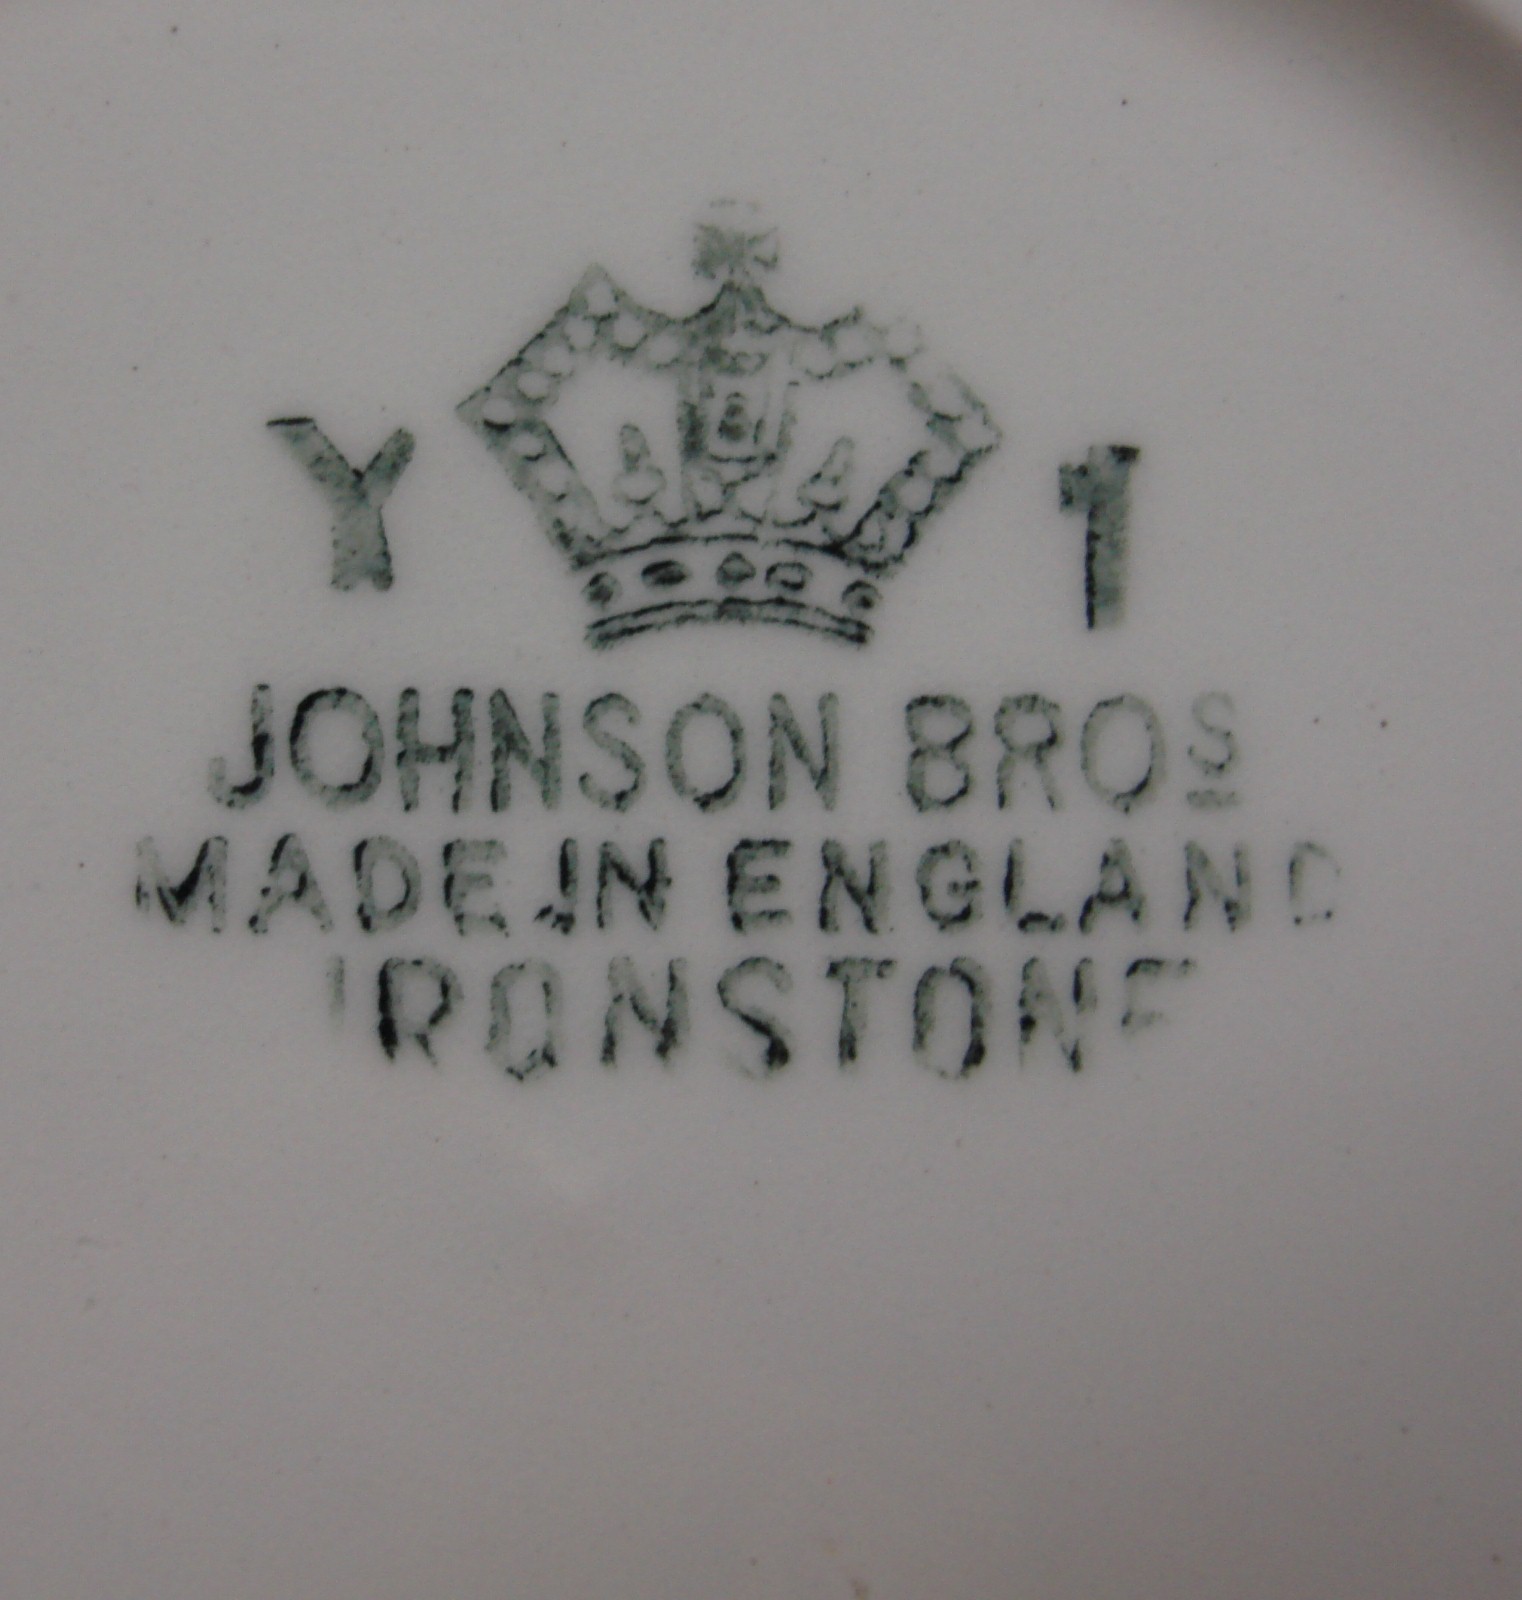 Y 1
JOHNSON BROS
MADE IN ENGLAND
IRONSTONE